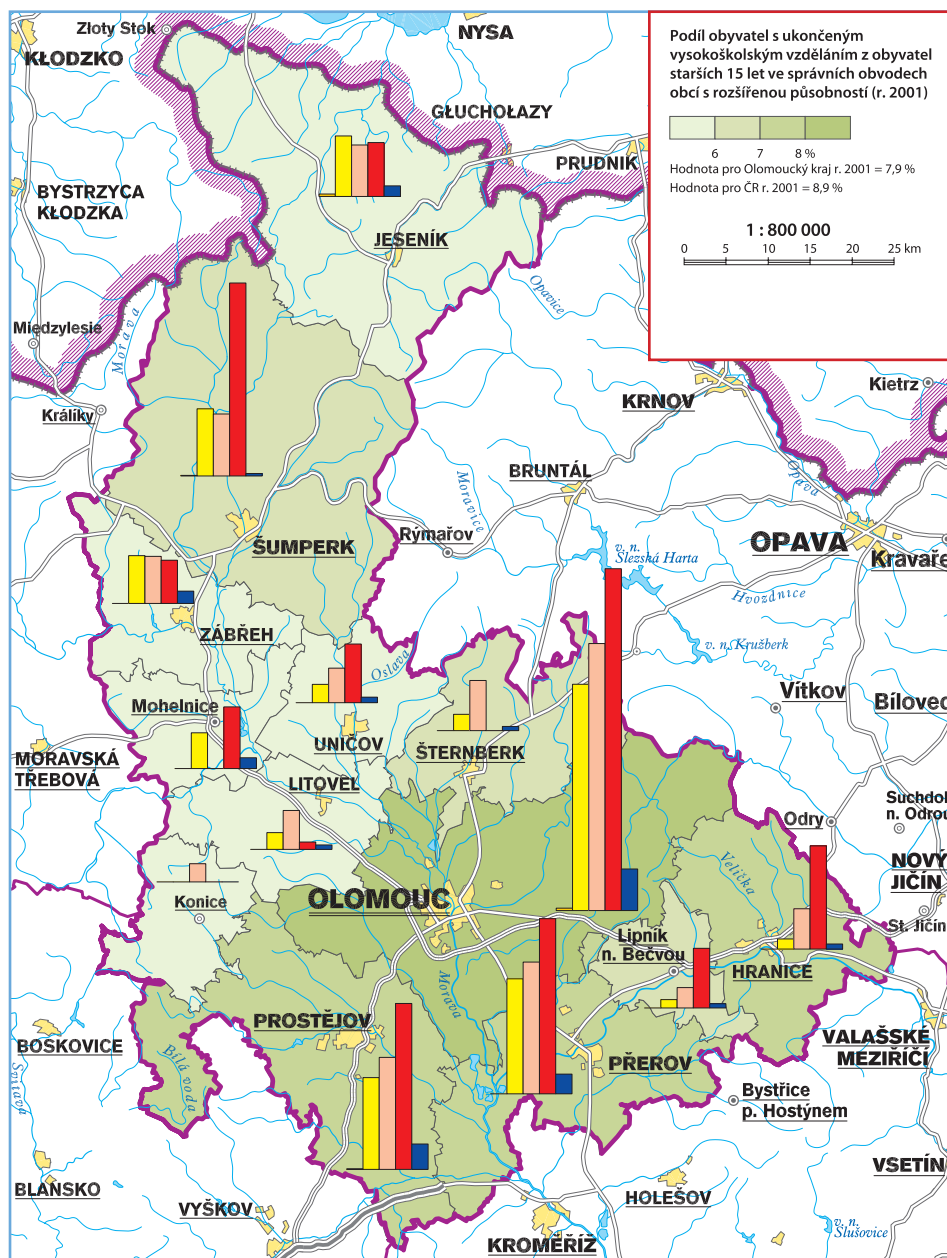 Złoty Stok
NYSA
KŁODZKO
Podíl obyvatel s ukončeným
vysokoškolským vzděláním z obyvatel
starších 15 let ve správních obvodech
obcí s rozšířenou působností (r. 2001)
6 7 8 %
Hodnota pro Olomoucký kraj r. 2001 = 7,9 %
Hodnota pro ČR r. 2001 = 8,9 %
1 : 800 000
0 5 10 15 20 25 km
GŁUCHOŁAZY
PRUDNIK
BYSTRZYCA
KŁODZKA
JESENÍK
Opavice
Międzylesie
Morava
Králíky
KRNOV
Kietrz
BRUNTÁL
Moravice
Opava
Rýmařov
OPAVA
Kravaře
ŠUMPERK
v. n.
Slezská Harta
Hvozdnice
ZÁBŘEH
v. n. Kružberk
Oslava
Vítkov
Bílovec
Mohelnice
UNIČOV
ŠTERNBERK
MORAVSKÁ
TŘEBOVÁ
LITOVEL
Suchdol
n. Odrou
Odry
NOVÝ
JIČÍN
Velička
Konice
OLOMOUC
St. Jičín
Lipník
n. Bečvou
HRANICE
Morava
PROSTĚJOV
VALAŠSKÉ
MEZIŘÍČÍ
BOSKOVICE
Bílá voda
PŘEROV
Svitava
Bystřice
p. Hostýnem
VSETÍN
BLANSKO
HOLEŠOV
VYŠKOV
v. n.
Slušovice
KROMĚŘÍŽ